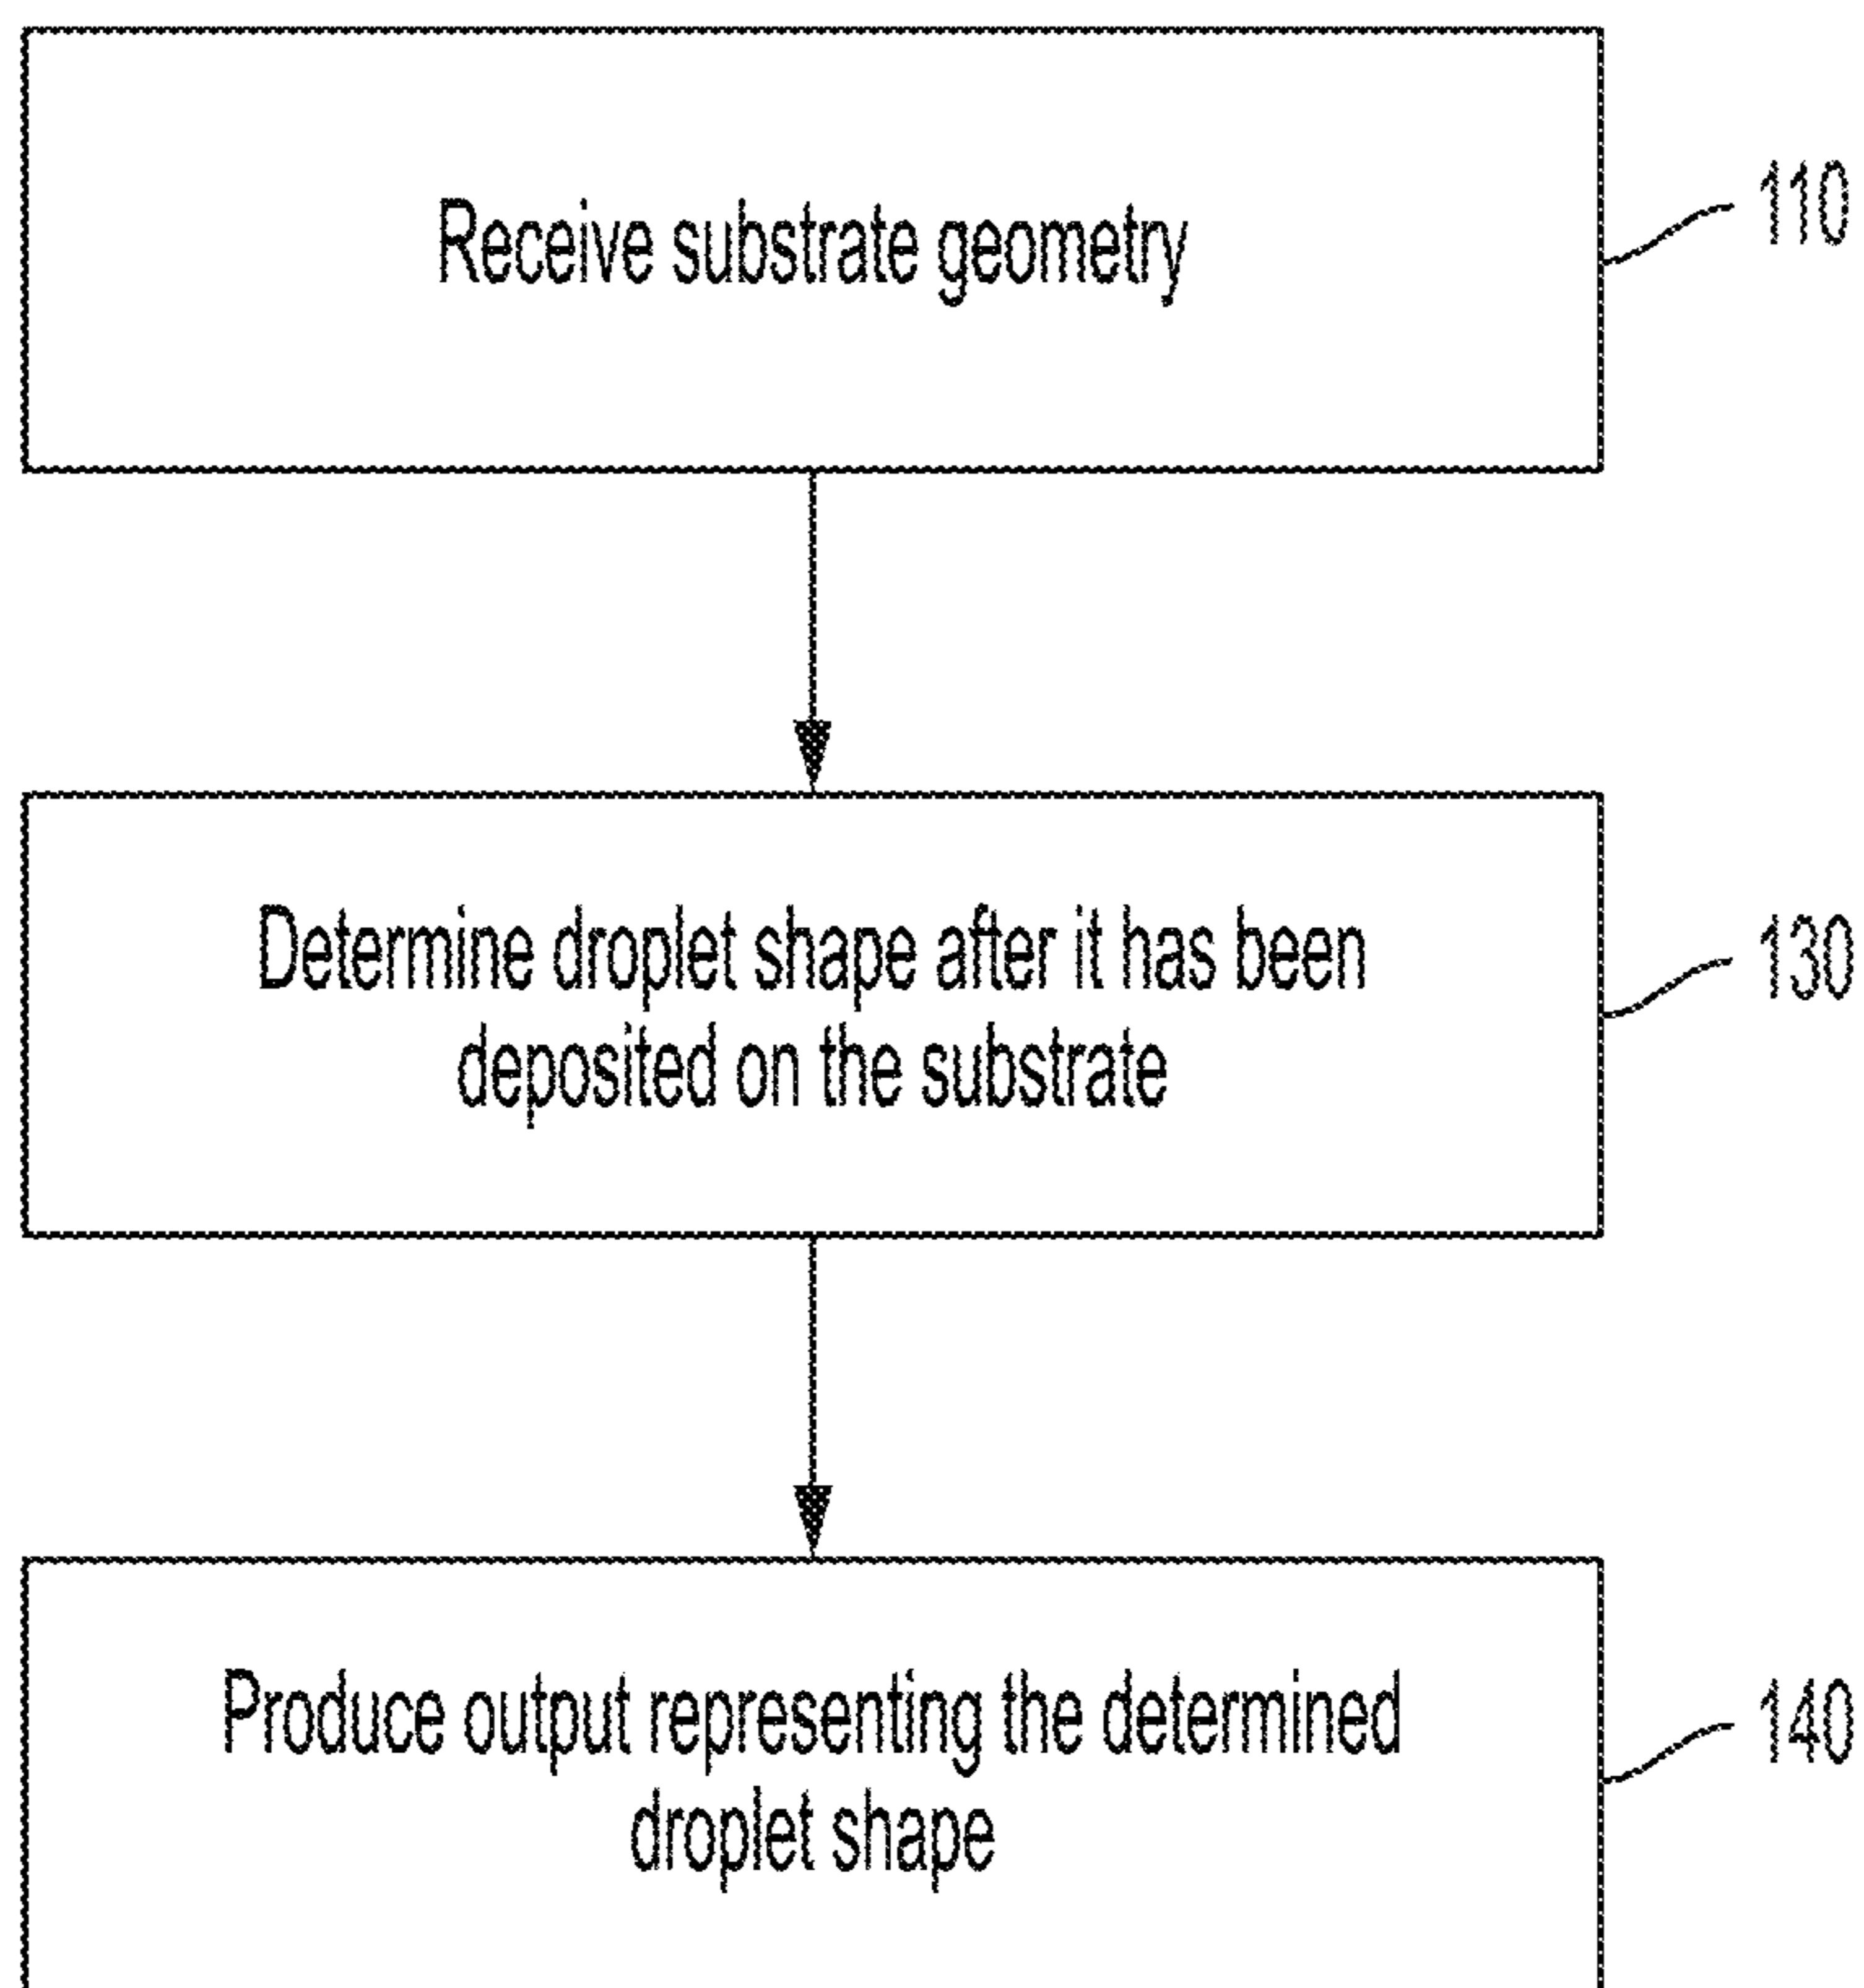 Receive substrate geometry
110
Determine droplet shape after it has been
deposited on the substrate
130
Produce output representing the determined
droplet shape
140